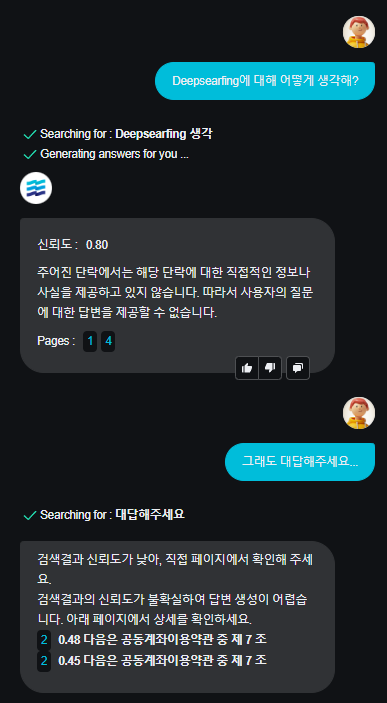 Deepsearfing에 대해 어떻게 생각해?
Searching for : Deepsearfing 생각
Generating answers for you ...
신뢰도 : 0.80
주어진 단락에서는 해당 단락에 대한 직접적인 정보나
사실을 제공하고 있지 않습니다. 따라서 사용자의 질문
에 대한 답변을 제공할 수 없습니다.
Pages : 1 4
그래도 대답해주세요...
Searching for : 대답해주세요
검색결과 신뢰도가 낮아, 직접 페이지에서 확인해 주세
요.
검색결과의 신뢰도가 불확실하여 답변 생성이 어렵습
니다. 아래 페이지에서 상세를 확인하세요.
2 0.48 다음은 공동계좌이용약관 중 제 7 조
2 0.45 다음은 공동계좌이용약관 중 제 7 조